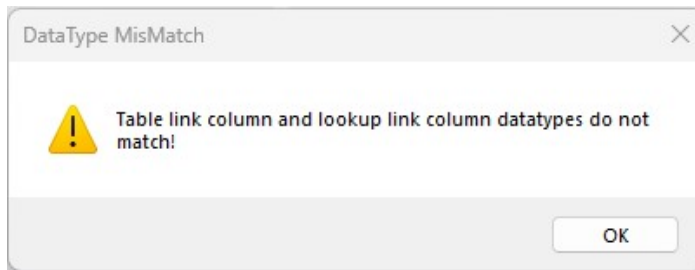 DataType MisMatch
Table link column and lookup link column datatypes do not
match!
OK